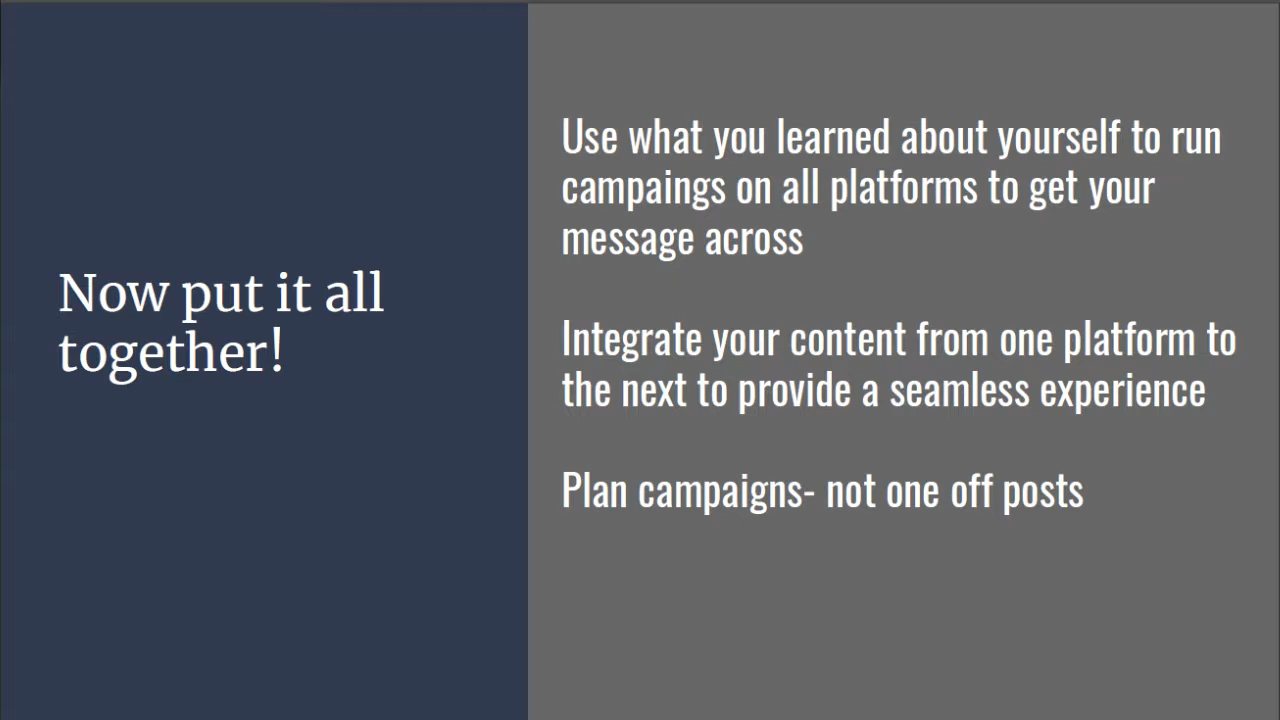 Now put it all
together!
Use what you learned about yourself to run
campaings on all platforms to get your
message across
Integrate your content from one platform to
the next to provide a seamless experience
Plan campaigns- not one off posts